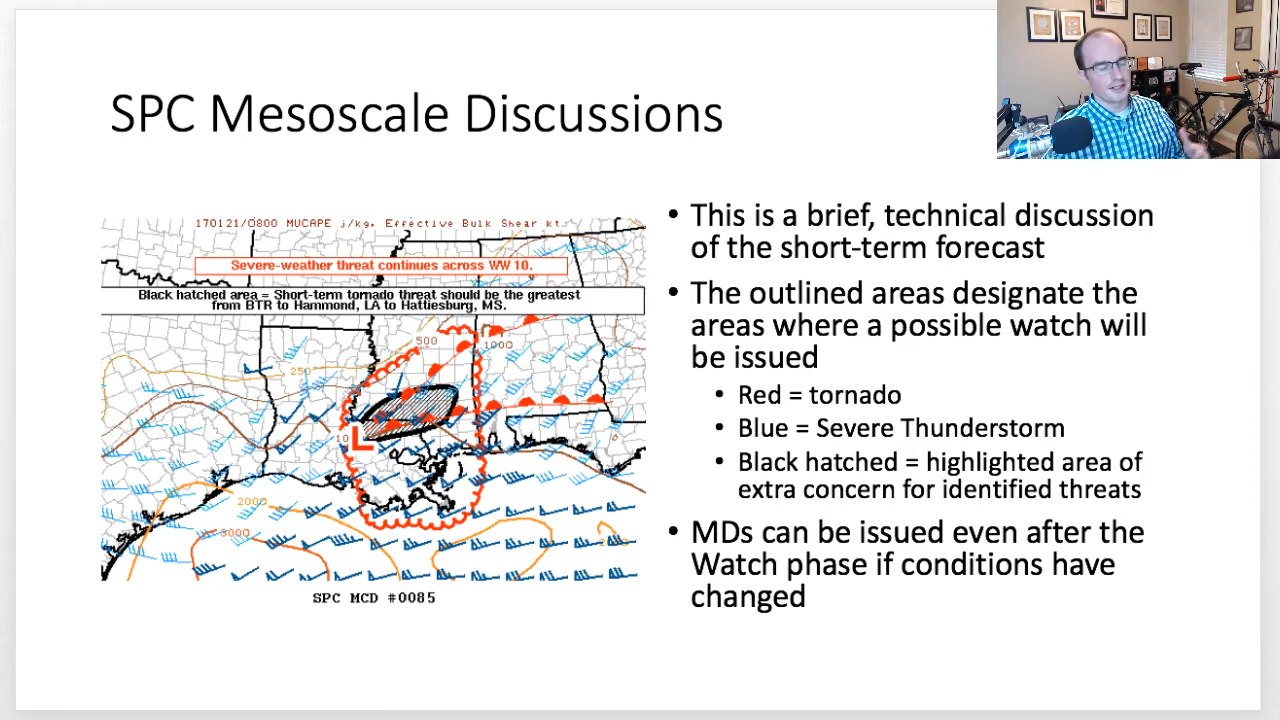 SPC Mesoscale Discussions
170121/0800 MUCAPE j/kg, Effective Bulk Shear kt
Severe-weather threat continues across WW 10.
Black hatched area = Short-term tornado threat should be the greatest
from BTR to Hammond, LA to Hattiesburg, MS.
500
1000
250
10
L
0
2000
3000
SPC MCD #0085
• This is a brief, technical discussion
of the short-term forecast
• The outlined areas designate the
areas where a possible watch will
be issued
• Red = tornado
• Blue = Severe Thunderstorm
• Black hatched = highlighted area of
extra concern for identified threats
• MDs can be issued even after the
Watch phase if conditions have
changed